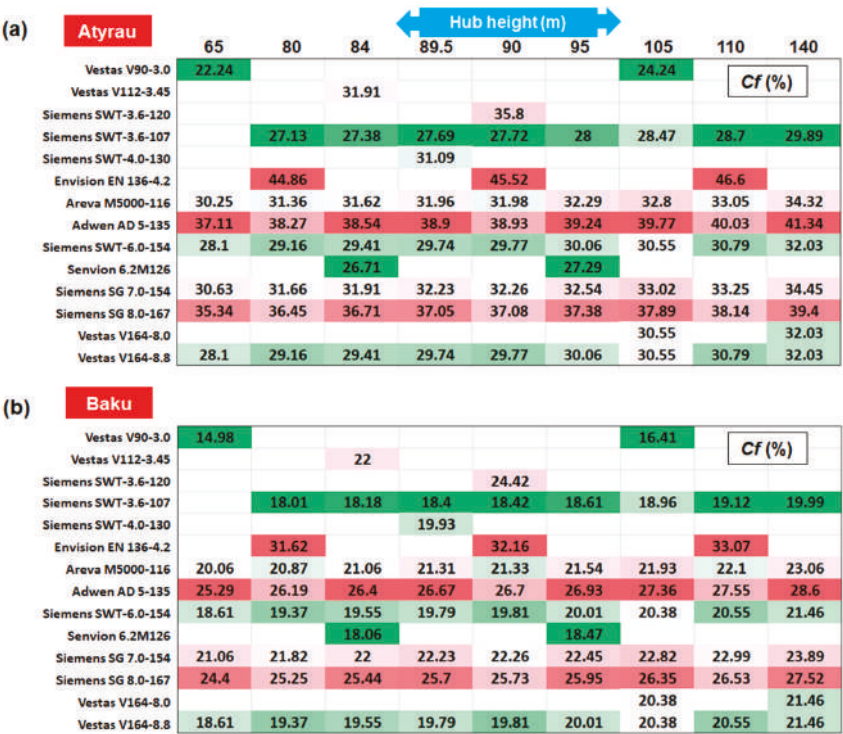 Hub height (m)
(a) Atyrau
65 80 84 89.5 90 95 105 110 140
Vestas V90-3.0 22.24 24.24
Cf (%)
Vestas V112-3.45 31.91
Siemens SWT-3.6-120 35.8
Siemens SWT-3.6-107 27.13 27.38 27.69 27.72 28 28.47 28.7 29.89
Siemens SWT-4.0-130 31.09
Envision EN 136-4.2 44.86 45.52 46.6
Areva M5000-116 30.25 31.36 31.62 31.96 31.98 32.29 32.8 33.05 34.32
Adwen AD 5-135 37.11 38.27 38.54 38.9 38.93 39.24 39.77 40.03 41.34
Siemens SWT-6.0-154 28.1 29.16 29.41 29.74 29.77 30.06 30.55 30.79 32.03
Senvion 6.2M126 26.71 27.29
Siemens SG 7.0-154 30.63 31.66 31.91 32.23 32.26 32.54 33.02 33.25 34.45
Siemens SG 8.0-167 35.34 36.45 36.71 37.05 37.08 37.38 37.89 38.14 39.4
Vestas V164-8.0 30.55 32.03
Vestas V164-8.8 28.1 29.16 29.41 29.74 29.77 30.06 30.55 30.79 32.03
(b) Baku
Vestas V90-3.0 14.98 16.41
Cf (%)
Vestas V112-3.45 22
Siemens SWT-3.6-120 24.42
Siemens SWT-3.6-107 18.01 18.18 18.4 18.42 18.61 18.96 19.12 19.99
Siemens SWT-4.0-130 19.93
Envision EN 136-4.2 31.62 32.16 33.07
Areva M5000-116 20.06 20.87 21.06 21.31 21.33 21.54 21.93 22.1 23.06
Adwen AD 5-135 25.29 26.19 26.4 26.67 26.7 26.93 27.36 27.55 28.6
Siemens SWT-6.0-154 18.61 19.37 19.55 19.79 19.81 20.01 20.38 20.55 21.46
Senvion 6.2M126 18.06 18.47
Siemens SG 7.0-154 21.06 21.82 22 22.23 22.26 22.45 22.82 22.99 23.89
Siemens SG 8.0-167 24.4 25.25 25.44 25.7 25.73 25.95 26.35 26.53 27.52
Vestas V164-8.0 20.38 21.46
Vestas V164-8.8 18.61 19.37 19.55 19.79 19.81 20.01 20.38 20.55 21.46